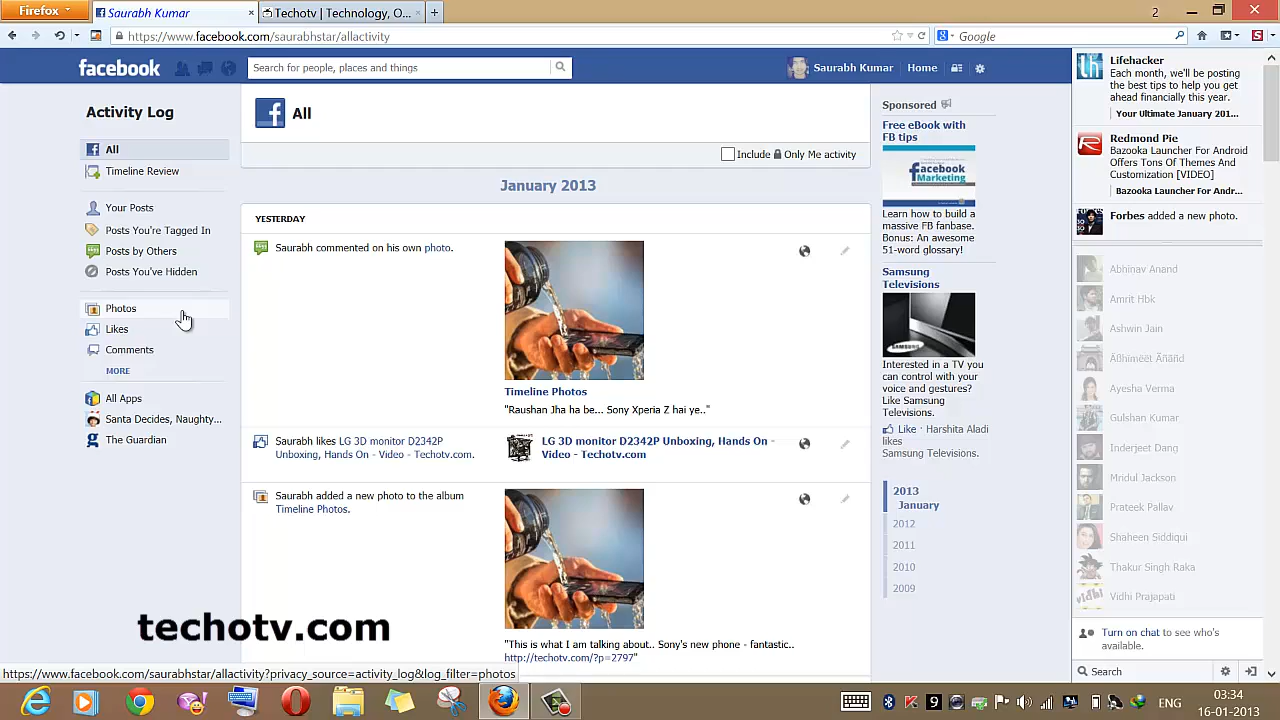 Firefox
Saurabh Kumar
Techotv | Technology, O...
2
https://www.facebook.com/saurabhstar/allactivity
Google
facebook
Search for people, places and things
Saurabh Kumar
Home
Activity Log
All
Timeline Review
Your Posts
Posts You're Tagged In
Posts by Others
Posts You've Hidden
Photos
Likes
Comments
MORE
All Apps
Santa Decides, Naughty...
The Guardian
All
Include Only Me activity
January 2013
YESTERDAY
Saurabh commented on his own photo.
Timeline Photos
"Raushan Jha ha be... Sony Xperia Z hai ye.."
Saurabh likes LG 3D monitor D2342P
Unboxing, Hands On - Video - Techotv.com.
LG 3D monitor D2342P Unboxing, Hands On -
Video - Techotv.com
Saurabh added a new photo to the album
Timeline Photos.
"This is what I am talking about.. Sony's new phone - fantastic..
http://techotv.com/?p=2797"
Sponsored
Free eBook with
FB tips
facebook
Marketing
Learn how to build a
massive FB fanbase.
Bonus: An awesome
51-word glossary!
Samsung
Televisions
SAMSUNG
Interested in a TV you
can control with your
voice and gestures?
Like Samsung
Televisions.
Like · Harshita Aladi
likes
Samsung Televisions.
2013
January
2012
2011
2010
2009
Lifehacker
Each month, we'll be posting
the best tips to help you get
ahead financially this year.
Your Ultimate January 201...
Redmond Pie
Bazooka Launcher For Android
Offers Tons Of Themes And
Customization [VIDEO]
Bazooka Launcher For Andr...
Forbes added a new photo.
Abhinav Anand
Amrit Hbk
Ashwin Jain
Ayesha Verma
Gulshan Kumar
Inderjeet Dang
Mridul Jackson
Prateek Pallav
Shaheen Siddiqui
Thakur Singh Raka
Vidhi Prajapati
Turn on chat to see who's
available.
Search
techotv.com
https://www.facebook.com/saurabhstar/allactivity?privacy_source=activity_log&log_filter=photos
ENG
03:34
16-01-2013